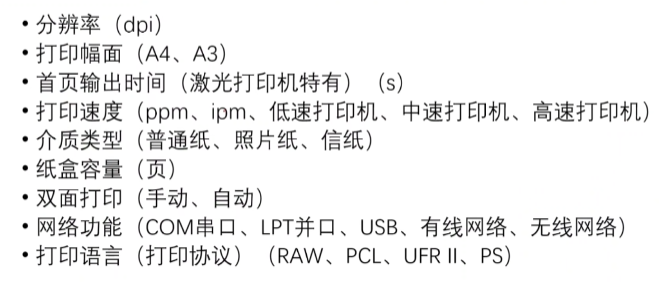 • 分辨率（dpi）
• 打印幅面（A4、A3）
• 首页输出时间（激光打印机特有）（s）
• 打印速度（ppm、ipm、低速打印机、中速打印机、高速打印机）
• 介质类型（普通纸、照片纸、信纸）
• 纸盒容量（页）
• 双面打印（手动、自动）
• 网络功能（COM串口、LPT并口、USB、有线网络、无线网络）
• 打印语言（打印协议）（RAW、PCL、UFR II、PS）